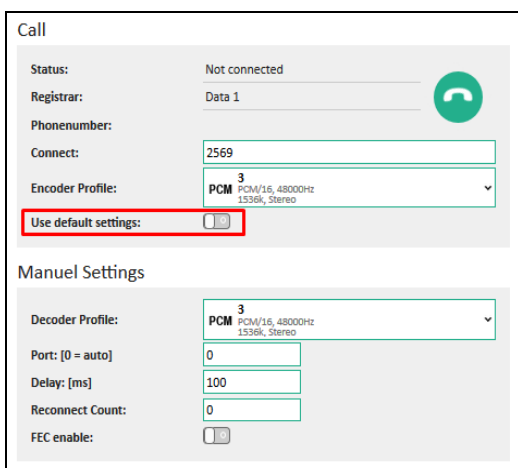 Call
Status: Not connected
Registrar: Data 1
Phonenumber:
Connect: 2569
Encoder Profile: PCM 3
PCM/16, 48000Hz
1536k, Stereo
Use default settings:
Manuel Settings
Decoder Profile: PCM 3
PCM/16, 48000Hz
1536k, Stereo
Port: [0 = auto] 0
Delay: [ms] 100
Reconnect Count: 0
FEC enable: